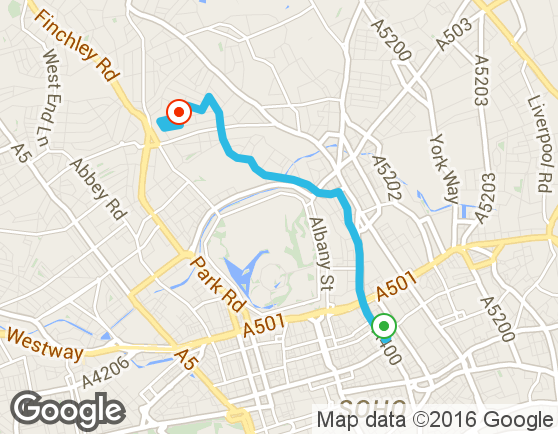 Finchley Rd
A5200
A503
A5203
West End Ln
Liverpool Rd
York Way
A5
Abbey Rd
A5202
A5203
Albany St
Park Rd
A501
A501
A5200
Westway
A4206
A5
A400
SOHO
Google
Map data ©2016 Google